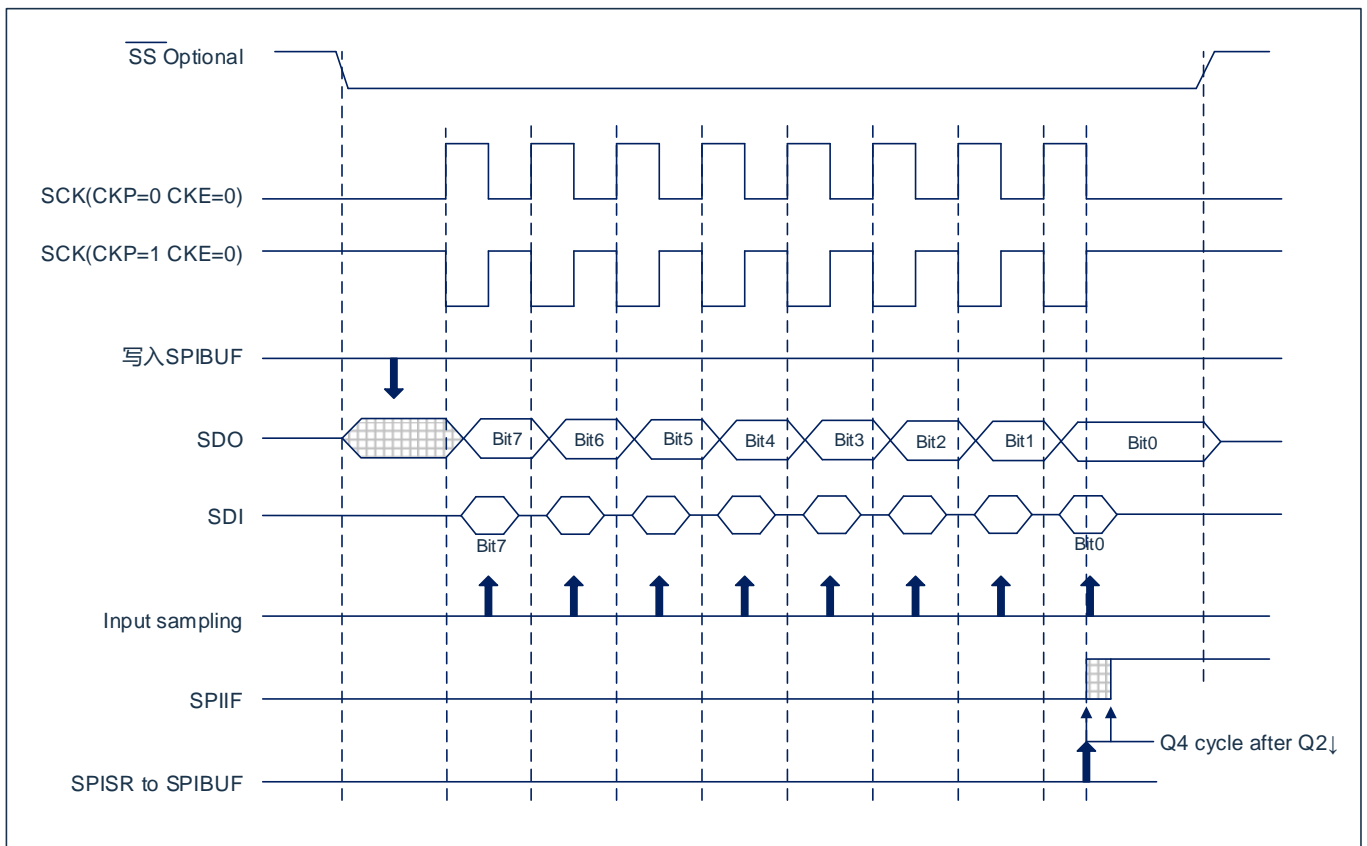 SS Optional
SCK(CKP=0 CKE=0)
SCK(CKP=1 CKE=0)
写入SPIBUF
SDO Bit7 Bit6 Bit5 Bit4 Bit3 Bit2 Bit1 Bit0
SDI
Bit7 Bit0
Input sampling
SPIIF
Q4 cycle after Q2↓
SPISR to SPIBUF